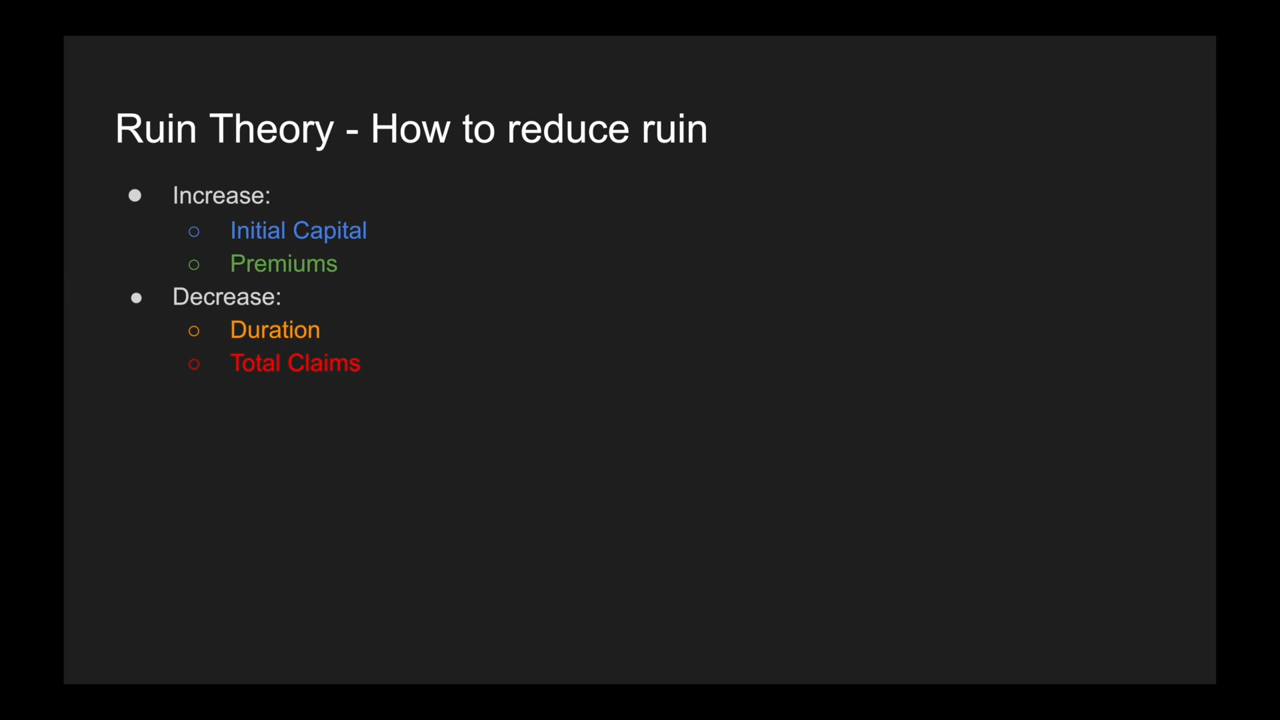 Ruin Theory - How to reduce ruin
● Increase:
○ Initial Capital
○ Premiums
● Decrease:
○ Duration
○ Total Claims